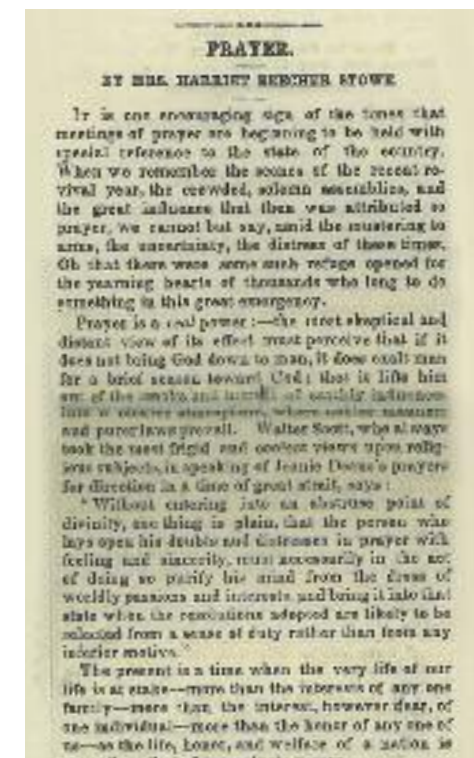 PRAYER.
BY MRS. HARRIET BEECHER STOWE
IT is one encouraging sign of the times that
meetings of prayer are beginning to be held with
special reference to the state of the country.
When we remember the scenes of the recent re-
vival year, the crowded, solemn assemblies, and
the great influence that then was attributed to
prayer, we cannot but say, amid the mustering to
arms, the uncertainty, the distress of these times,
Oh that there were some such refuge opened for
the yearning hearts of thousands who long to do
something in this great emergency.
Prayer is a real power:—the most skeptical and
distant view of its effect must perceive that if it
does not bring God down to man, it does exalt man
for a brief season toward God; that it lifts him
out of the smoke and of earthly influences
into a clearer atmosphere, where
and purer laws prevail. Walter Scott, who always
took the most frigid and coolest views upon relig-
ious subjects, in speaking of Jeanie Deans's prayers
for direction in a time of great strait, says:
"Without entering into an abstruse point of
divinity, one thing is plain, that the person who
lays open his doubts and distresses in prayer with
feeling and sincerity, must necessarily in the act
of doing so purify his mind from the dross of
worldly passions and interests and bring it into that
state when the resolutions adopted are likely to be
selected from a sense of duty rather than from any
inferior motive."
The present is a time when the very life of our
life is at stake—more than the interests of any one
family—more than the interest, however dear, of
one individual—more than the honor of any one of
us—as the life, honor, and welfare of a nation is